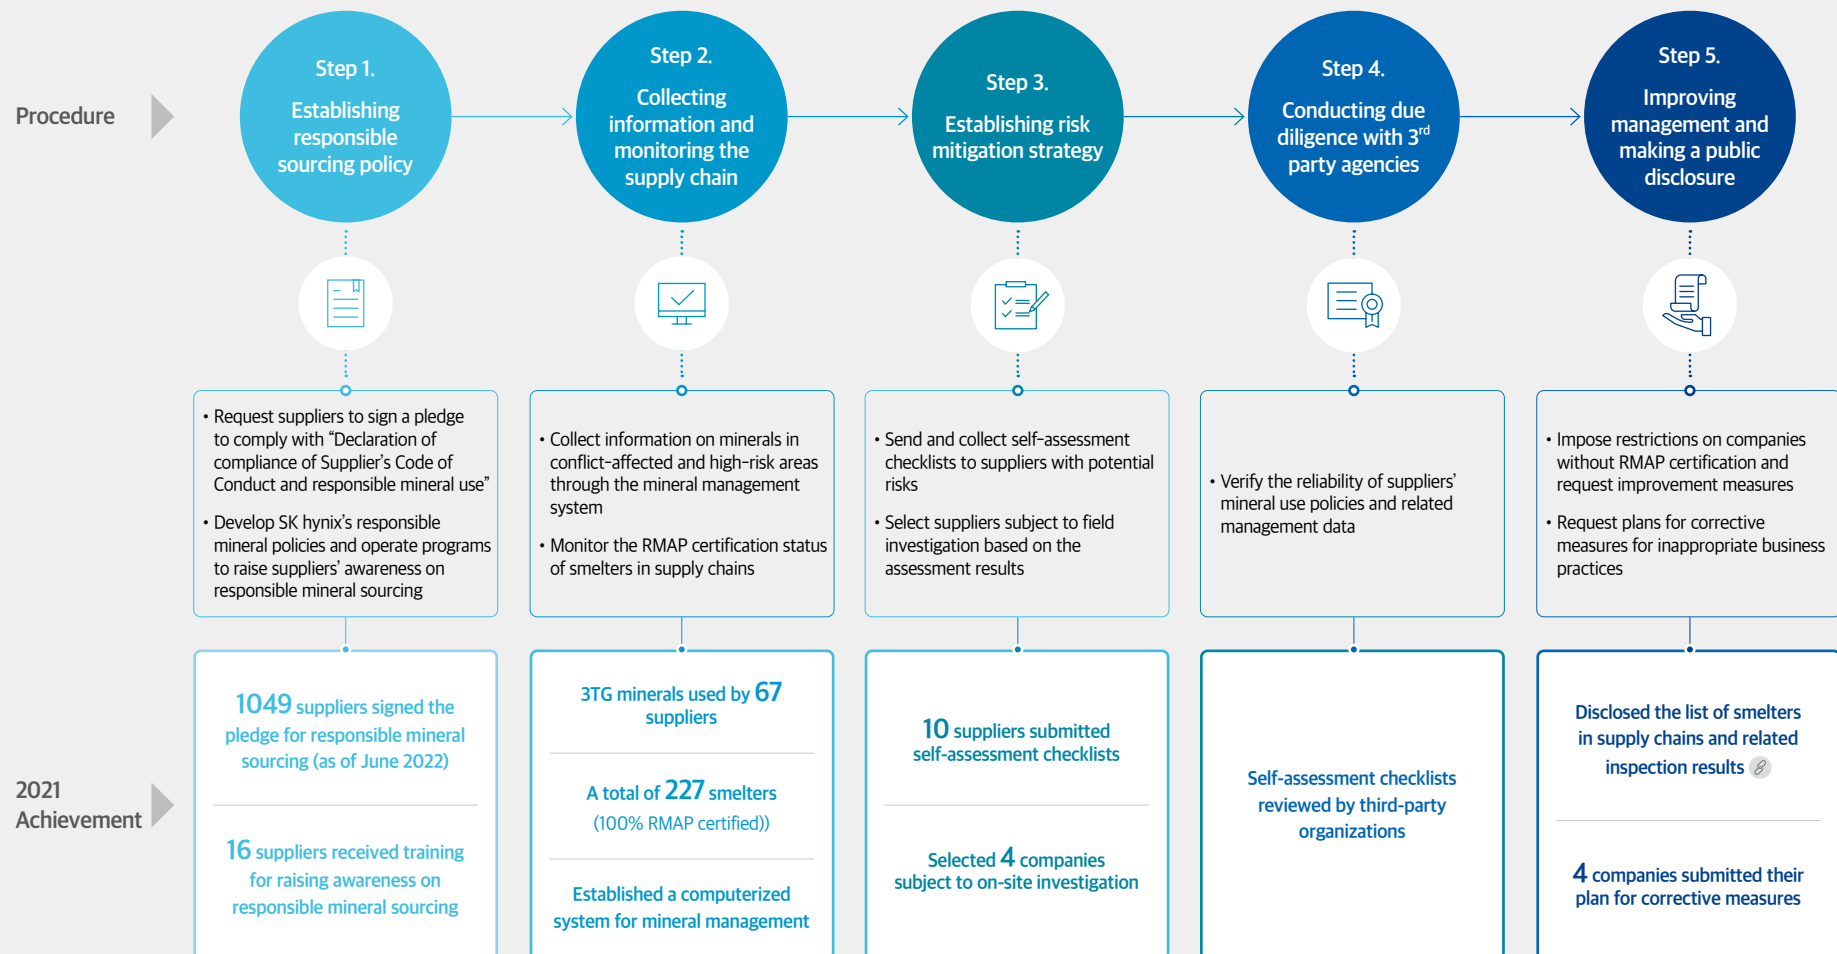 Procedure
Step 1.
Establishing
responsible
sourcing policy
Step 2.
Collecting
information and
monitoring the
supply chain
Step 3.
Establishing risk
mitigation strategy
Step 4.
Conducting due
diligence with 3rd
party agencies
Step 5.
Improving
management and
making a public
disclosure
• Request suppliers to sign a pledge
to comply with “Declaration of
compliance of Supplier’s Code of
Conduct and responsible mineral use”
• Develop SK hynix’s responsible
mineral policies and operate programs
to raise suppliers’ awareness on
responsible mineral sourcing
• Collect information on minerals in
conflict-affected and high-risk areas
through the mineral management
system
• Monitor the RMAP certification status
of smelters in supply chains
• Send and collect self-assessment
checklists to suppliers with potential
risks
• Select suppliers subject to field
investigation based on the
assessment results
• Verify the reliability of suppliers’
mineral use policies and related
management data
• Impose restrictions on companies
without RMAP certification and
request improvement measures
• Request plans for corrective
measures for inappropriate business
practices
2021
Achievement
1049 suppliers signed the
pledge for responsible mineral
sourcing (as of June 2022)
16 suppliers received training
for raising awareness on
responsible mineral sourcing
3TG minerals used by 67
suppliers
A total of 227 smelters
(100% RMAP certified))
Established a computerized
system for mineral management
10 suppliers submitted
self-assessment checklists
Selected 4 companies
subject to on-site investigation
Self-assessment checklists
reviewed by third-party
organizations
Disclosed the list of smelters
in supply chains and related
inspection results
4 companies submitted their
plan for corrective measures